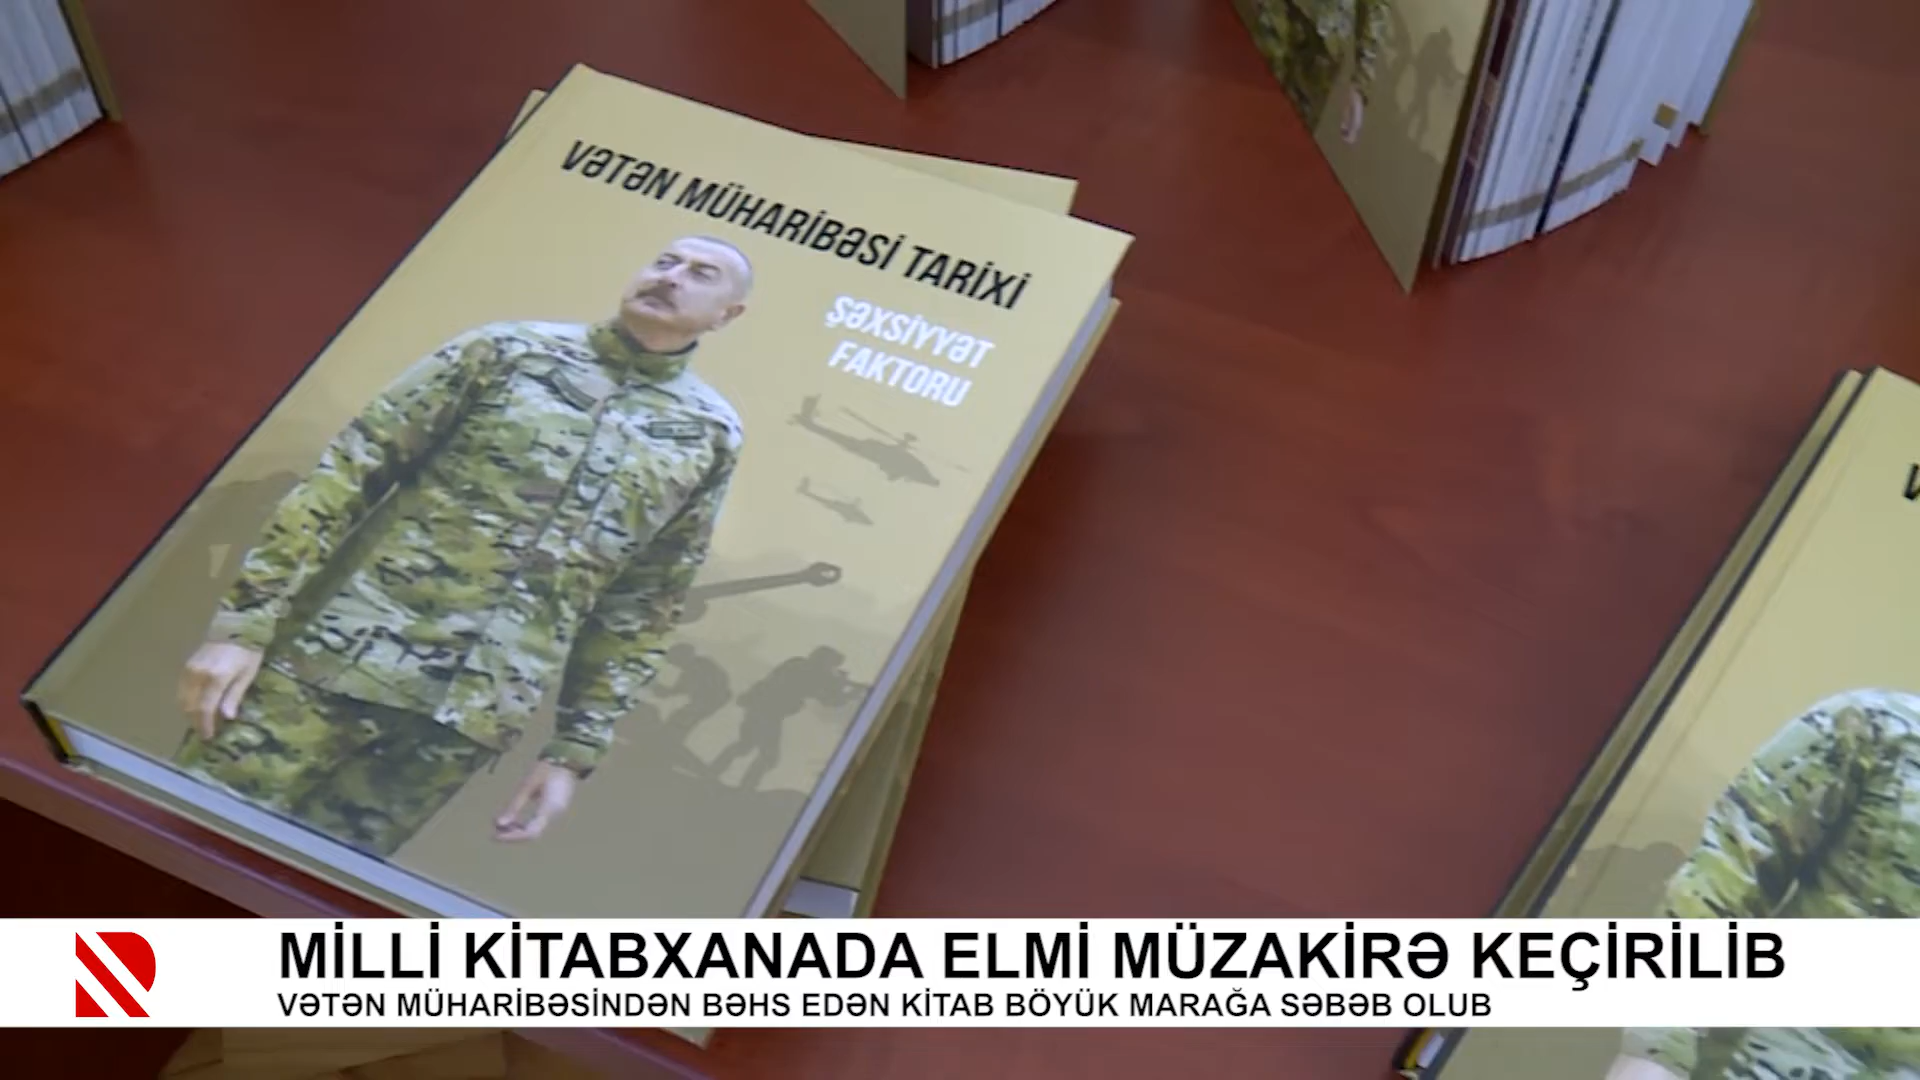 VƏTƏN MÜHARİBƏSİ TARİXİ
ŞƏXSİYYƏT
FAKTORU
MİLLİ KİTABXANADA ELMİ MÜZAKİRƏ KEÇİRİLİB
VƏTƏN MÜHARİBƏSİNDƏN BƏHS EDƏN KİTAB BÖYÜK MARAĞA SƏBƏB OLUB